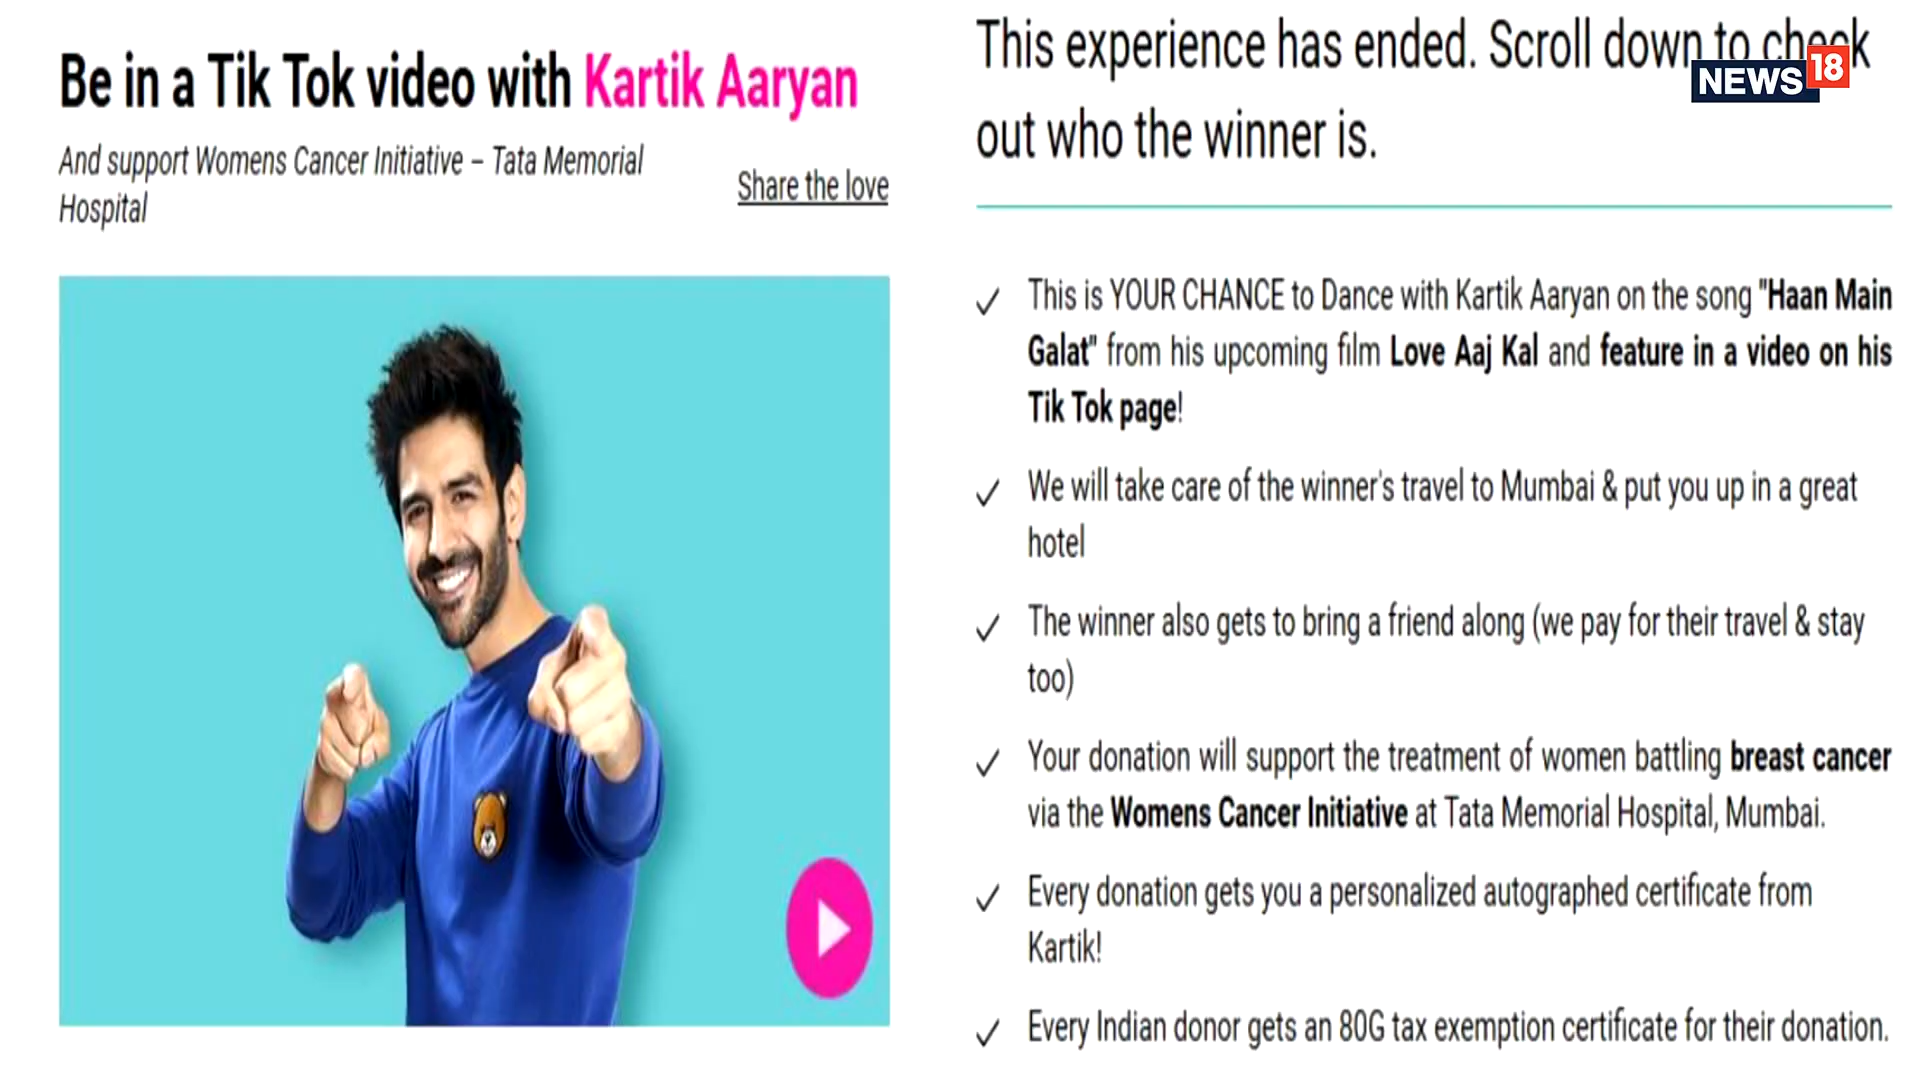 Be in a Tik Tok video with Kartik Aaryan
And support Womens Cancer Initiative – Tata Memorial
Hospital
Share the love
This experience has ended. Scroll down to check
out who the winner is.
NEWS18
This is YOUR CHANCE to Dance with Kartik Aaryan on the song "Haan Main
Galat" from his upcoming film Love Aaj Kal and feature in a video on his
Tik Tok page!
We will take care of the winner's travel to Mumbai & put you up in a great
hotel
The winner also gets to bring a friend along (we pay for their travel & stay
too)
Your donation will support the treatment of women battling breast cancer
via the Womens Cancer Initiative at Tata Memorial Hospital, Mumbai.
Every donation gets you a personalized autographed certificate from
Kartik!
Every Indian donor gets an 80G tax exemption certificate for their donation.